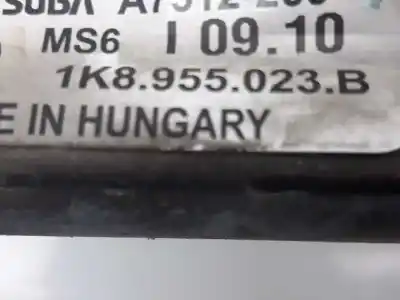 MS6 I 09.10
1K8.955.023.B
E IN HUNGARY